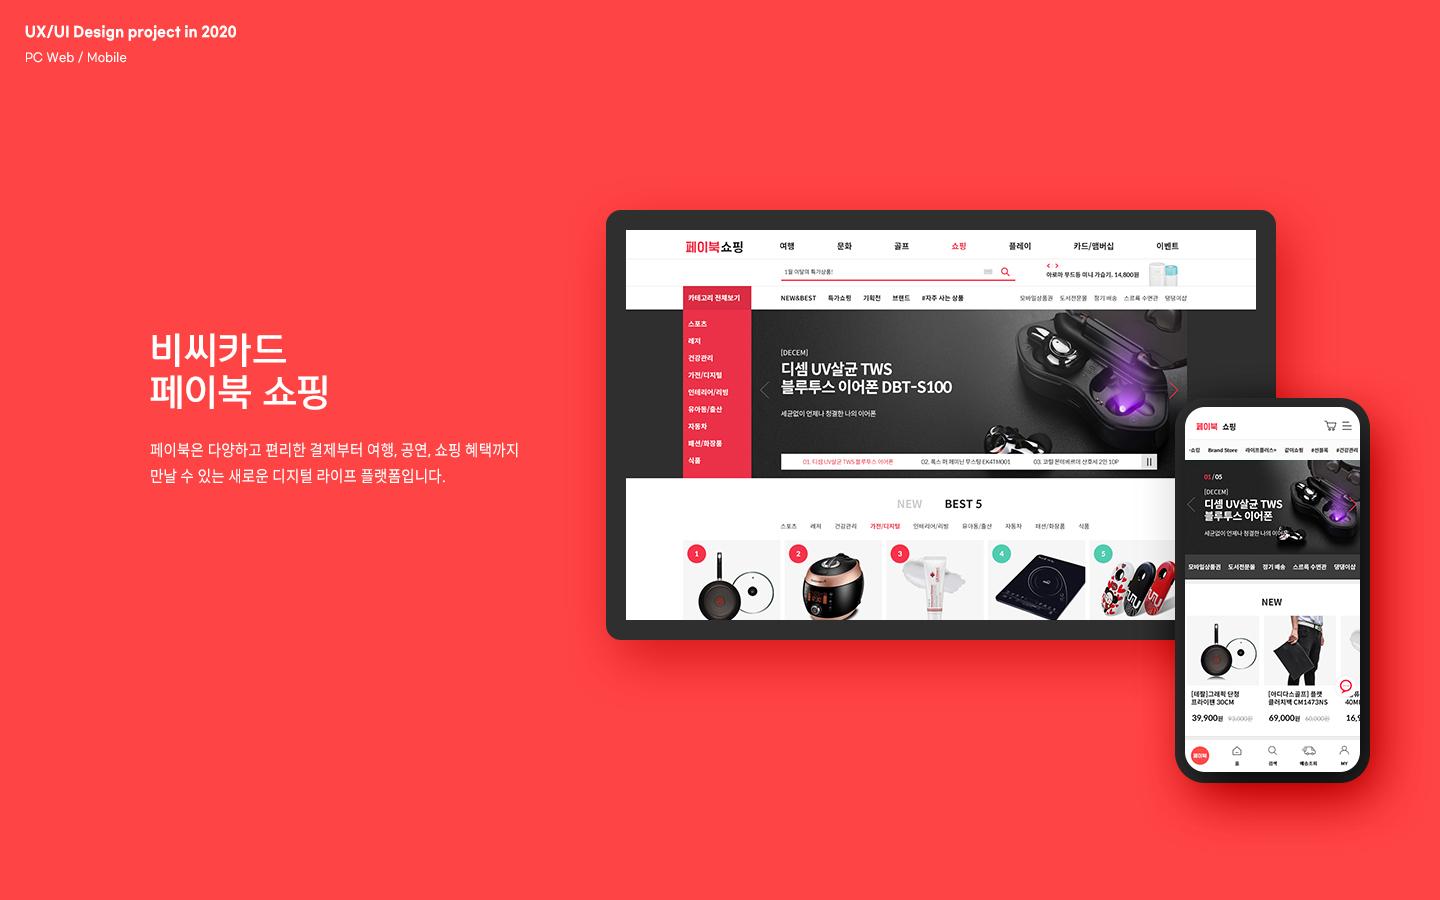 UX/UI Design project in 2020
PC Web / Mobile
비씨카드
페이북 쇼핑
페이북은 다양하고 편리한 결제부터 여행, 공연, 쇼핑 혜택까지
만날 수 있는 새로운 디지털 라이프 플랫폼입니다.
페이북쇼핑
여행 문화 골프 쇼핑 플레이 카드/멤버십 이벤트
1월 이달의 특가상품!
아로마 무드등 미니 가습기. 14,800원
카테고리 전체보기
NEW&BEST 특가쇼핑 기획전 브랜드 #자주 사는 상품
모바일상품권 도서전문몰 정기 배송 스르륵 수면관 댕댕이샵
스포츠
레저
건강관리
가전/디지털
인테리어/리빙
유아동/출산
자동차
패션/화장품
식품
[DECEM]
디셈 UV살균 TWS
블루투스 이어폰 DBT-S100
세균없이 언제나 청결한 나의 이어폰
01. 디셈 UV살균 TWS 블루투스 이어폰
02. 폭스 머 페미닌 무스탕 EK4TM001
03. 코렐 몬테베르데 산호서 2인 10P
NEW BEST 5
스포츠 레저 건강관리 가전/디지털 인테리어/리빙 유아동/출산 자동차 패션/화장품 식품
1 2 3 4 5
페이북 쇼핑
Brand Store 라이프플러스+ 같이쇼핑 #선물폭 #건강관리
01/05
[DECEM]
디셈 UV살균 TWS
블루투스 이어폰
세균없이 언제나 청결한 나의 이어폰
모바일상품권 도서전문몰 정기 배송 스르륵 수면관 댕댕이샵
NEW
[테팔]그래픽 단청
프라이팬 30CM
39,900원 93,000원
[아디다스골프] 플랫
클러치백 CM1473NS
69,000원 60,000원
페이북 홈 검색 배송조회 MY